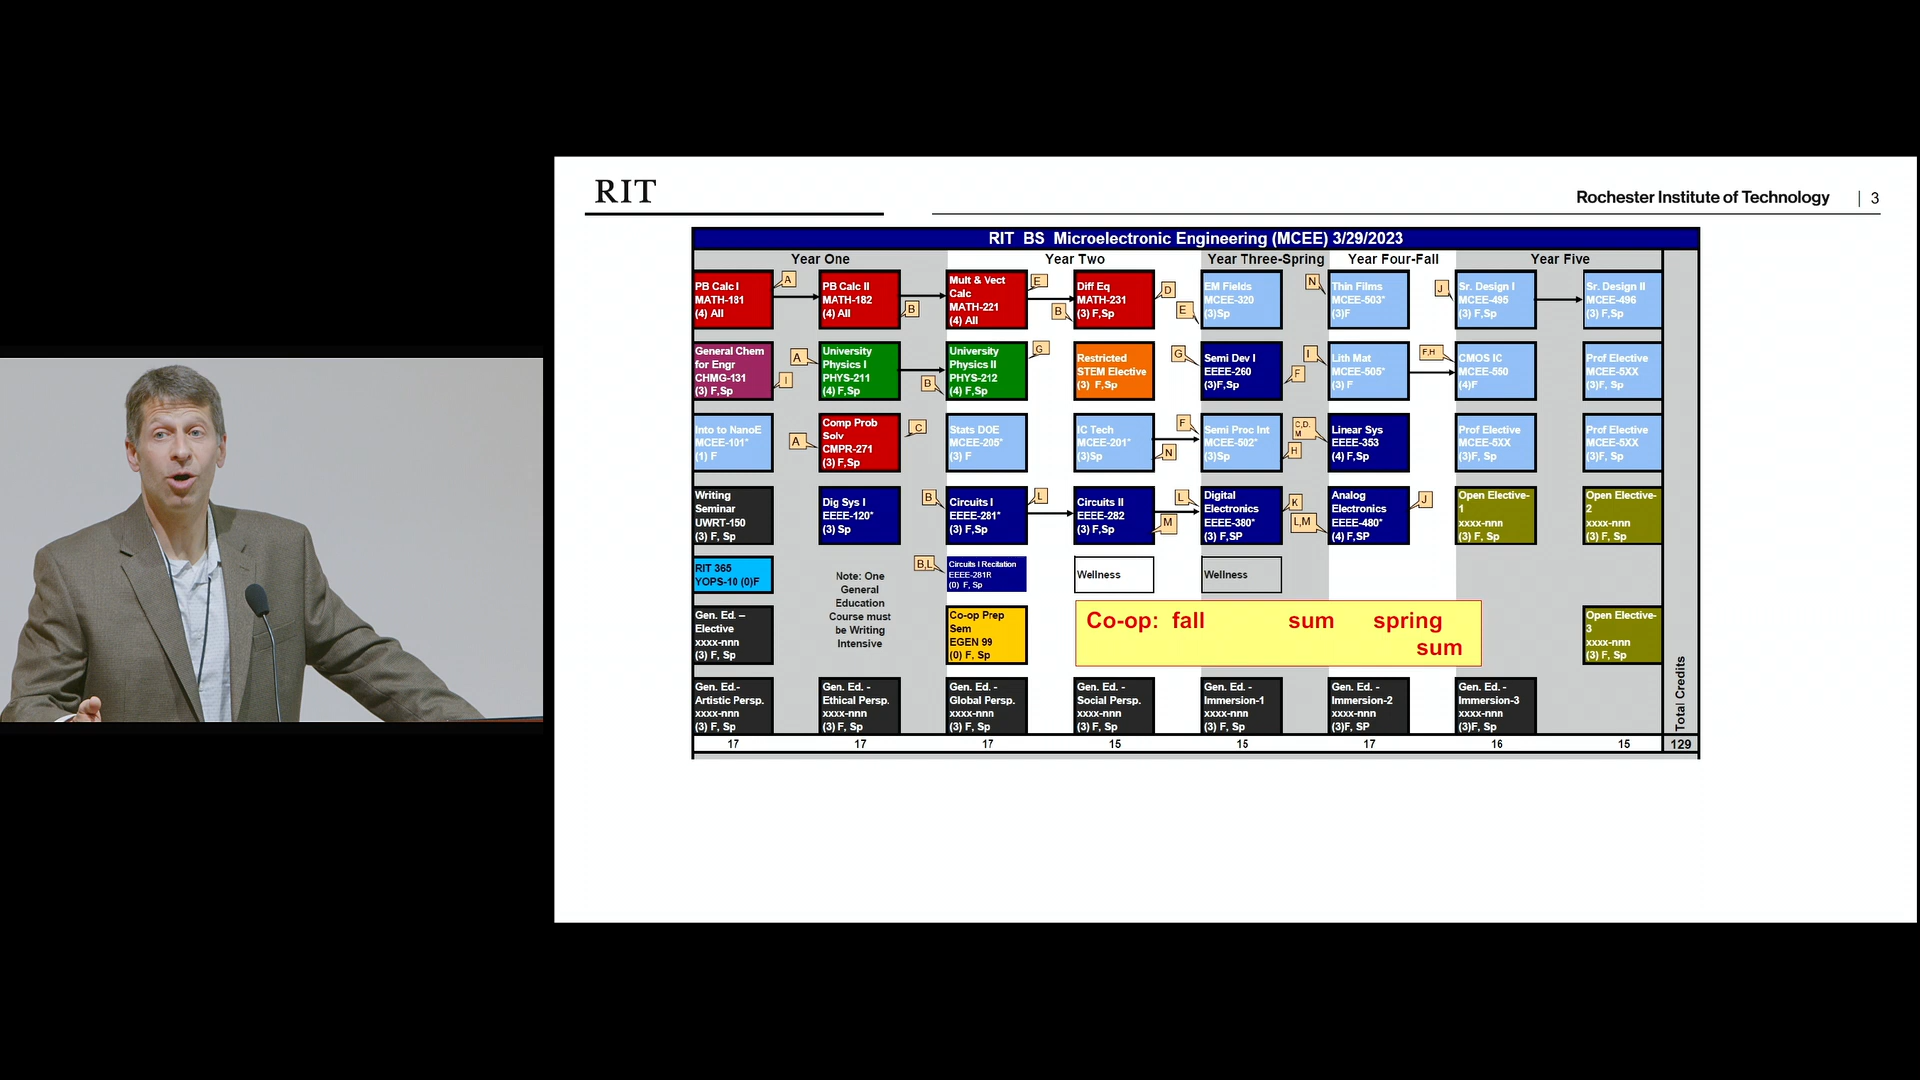 RIT
Rochester Institute of Technology | 3
RIT BS Microelectronic Engineering (MCEE) 3/29/2023
Year One
Year Two
Year Three-Spring
Year Four-Fall
Year Five
PB Calc I
MATH-181
(4) All
A
PB Calc II
MATH-182
(4) All
B
Mult & Vect
Calc
MATH-221
(4) All
E
B
Diff Eq
MATH-231
(3) F,Sp
D
E
EM Fields
MCEE-320
(3)Sp
N
Thin Films
MCEE-503*
(3)F
J
Sr. Design I
MCEE-495
(3) F,Sp
Sr. Design II
MCEE-496
(3) F,Sp
General Chem
for Engr
CHMG-131
(3) F,Sp
I
A
University
Physics I
PHYS-211
(4) F,Sp
B
University
Physics II
PHYS-212
(4) F,Sp
G
Restricted
STEM Elective
(3) F,Sp
G
Semi Dev I
EEEE-260
(3)F,Sp
I
F
Lith Mat
MCEE-505*
(3) F
F,H
CMOS IC
MCEE-550
(4)F
Prof Elective
MCEE-5XX
(3)F, Sp
Into to NanoE
MCEE-101*
(1) F
A
Comp Prob
Solv
CMPR-271
(3) F,Sp
C
Stats DOE
MCEE-205*
(3) F
IC Tech
MCEE-201*
(3)Sp
F
N
Semi Proc Int
MCEE-502*
(3)Sp
C,D,
M
H
Linear Sys
EEEE-353
(4) F,Sp
Prof Elective
MCEE-5XX
(3)F, Sp
Prof Elective
MCEE-5XX
(3)F, Sp
Writing
Seminar
UWRT-150
(3) F, Sp
Dig Sys I
EEEE-120*
(3) Sp
B
Circuits I
EEEE-281*
(3) F,Sp
L
Circuits II
EEEE-282
(3) F,Sp
L
M
Digital
Electronics
EEEE-380*
(3) F,SP
K
L,M
Analog
Electronics
EEEE-480*
(4) F,SP
J
Open Elective-
1
xxxx-nnn
(3) F, Sp
Open Elective-
2
xxxx-nnn
(3) F, Sp
RIT 365
YOPS-10 (0)F
Note: One
General
Education
Course must
be Writing
Intensive
B,L
Circuits I Recitation
EEEE-281R
(0) F, Sp
Wellness
Wellness
Gen. Ed. –
Elective
xxxx-nnn
(3) F, Sp
Co-op Prep
Sem
EGEN 99
(0) F, Sp
Co-op: fall sum spring
sum
Open Elective-
3
xxxx-nnn
(3) F, Sp
Gen. Ed.-
Artistic Persp.
xxxx-nnn
(3) F, Sp
Gen. Ed. -
Ethical Persp.
xxxx-nnn
(3) F, Sp
Gen. Ed. -
Global Persp.
xxxx-nnn
(3) F, Sp
Gen. Ed. -
Social Persp.
xxxx-nnn
(3) F, Sp
Gen. Ed. -
Immersion-1
xxxx-nnn
(3) F, Sp
Gen. Ed. -
Immersion-2
xxxx-nnn
(3)F, SP
Gen. Ed. -
Immersion-3
xxxx-nnn
(3)F, Sp
Total Credits
17 17 17 15 15 17 16 15 129